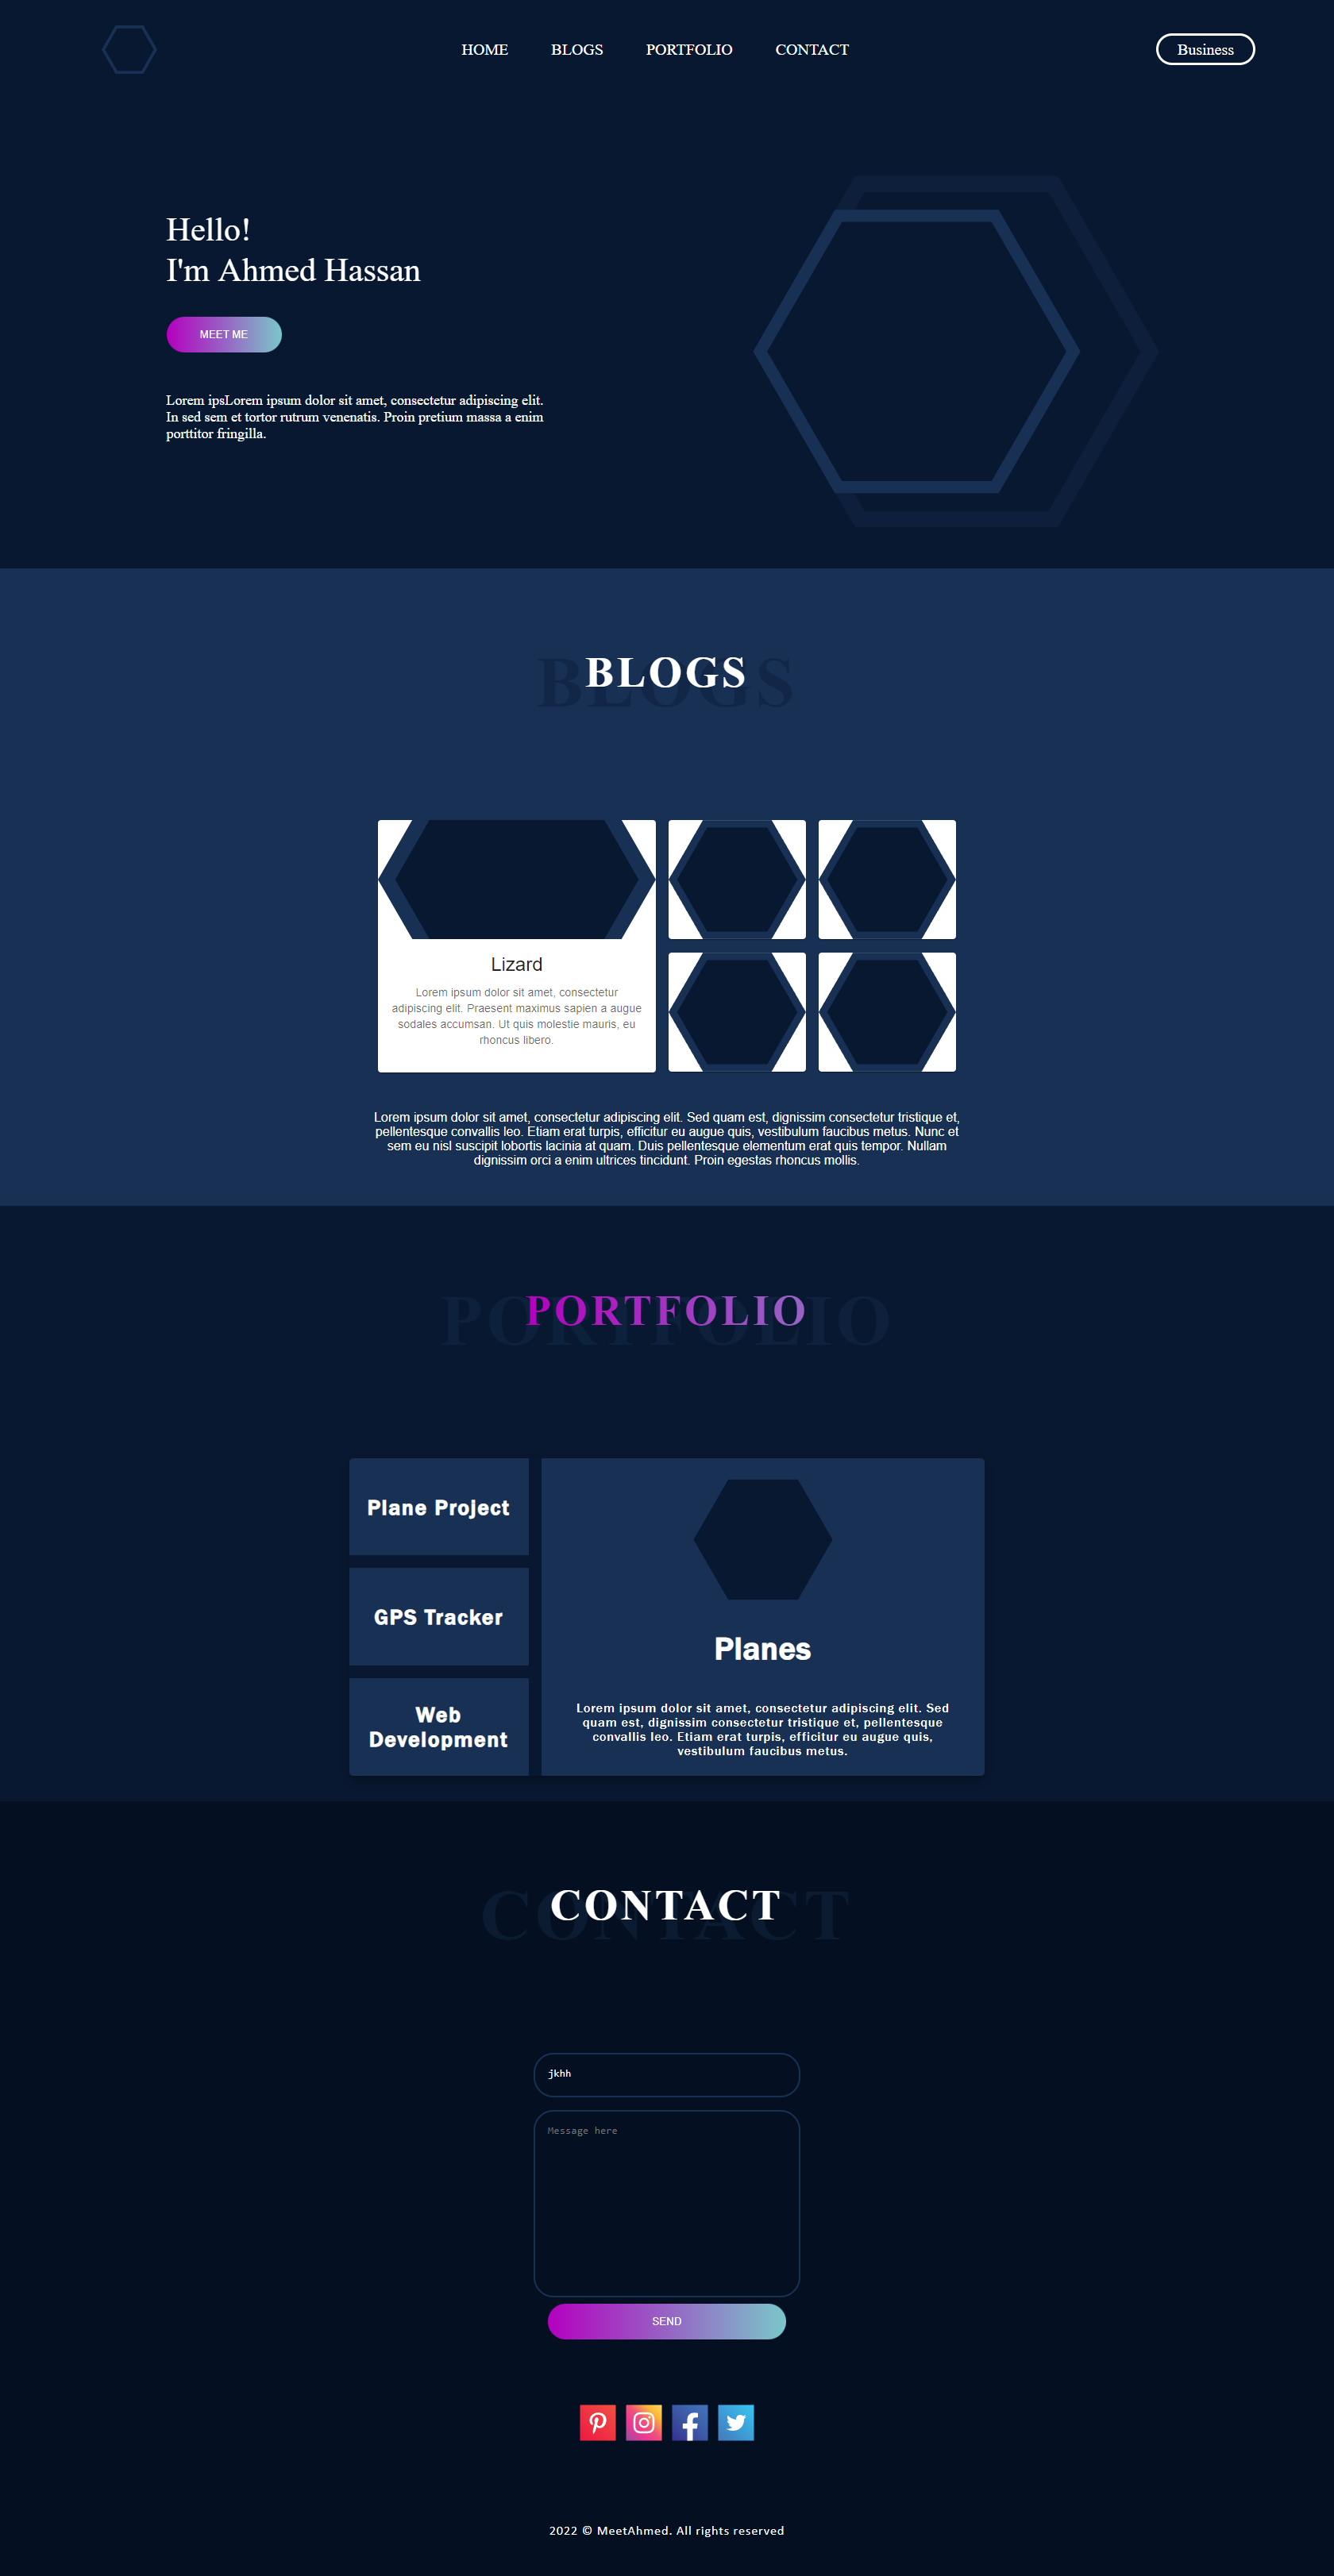 HOME BLOGS PORTFOLIO CONTACT Business
Hello!
I'm Ahmed Hassan
MEET ME
Lorem ipsLorem ipsum dolor sit amet, consectetur adipiscing elit.
In sed sem et tortor rutrum venenatis. Proin pretium massa a enim
porttitor fringilla.
BLOGS
BLOGS
Lizard
Lorem ipsum dolor sit amet, consectetur
adipiscing elit. Praesent maximus sapien a augue
sodales accumsan. Ut quis molestie mauris, eu
rhoncus libero.
Lorem ipsum dolor sit amet, consectetur adipiscing elit. Sed quam est, dignissim consectetur tristique et,
pellentesque convallis leo. Etiam erat turpis, efficitur eu augue quis, vestibulum faucibus metus. Nunc et
sem eu nisl suscipit lobortis lacinia at quam. Duis pellentesque elementum erat quis tempor. Nullam
dignissim orci a enim ultrices tincidunt. Proin egestas rhoncus mollis.
PORTFOLIO
PORTFOLIO
Plane Project
GPS Tracker
Web
Development
Planes
Lorem ipsum dolor sit amet, consectetur adipiscing elit. Sed
quam est, dignissim consectetur tristique et, pellentesque
convallis leo. Etiam erat turpis, efficitur eu augue quis,
vestibulum faucibus metus.
CONTACT
CONTACT
jkhh
Message here
SEND
2022 © MeetAhmed. All rights reserved